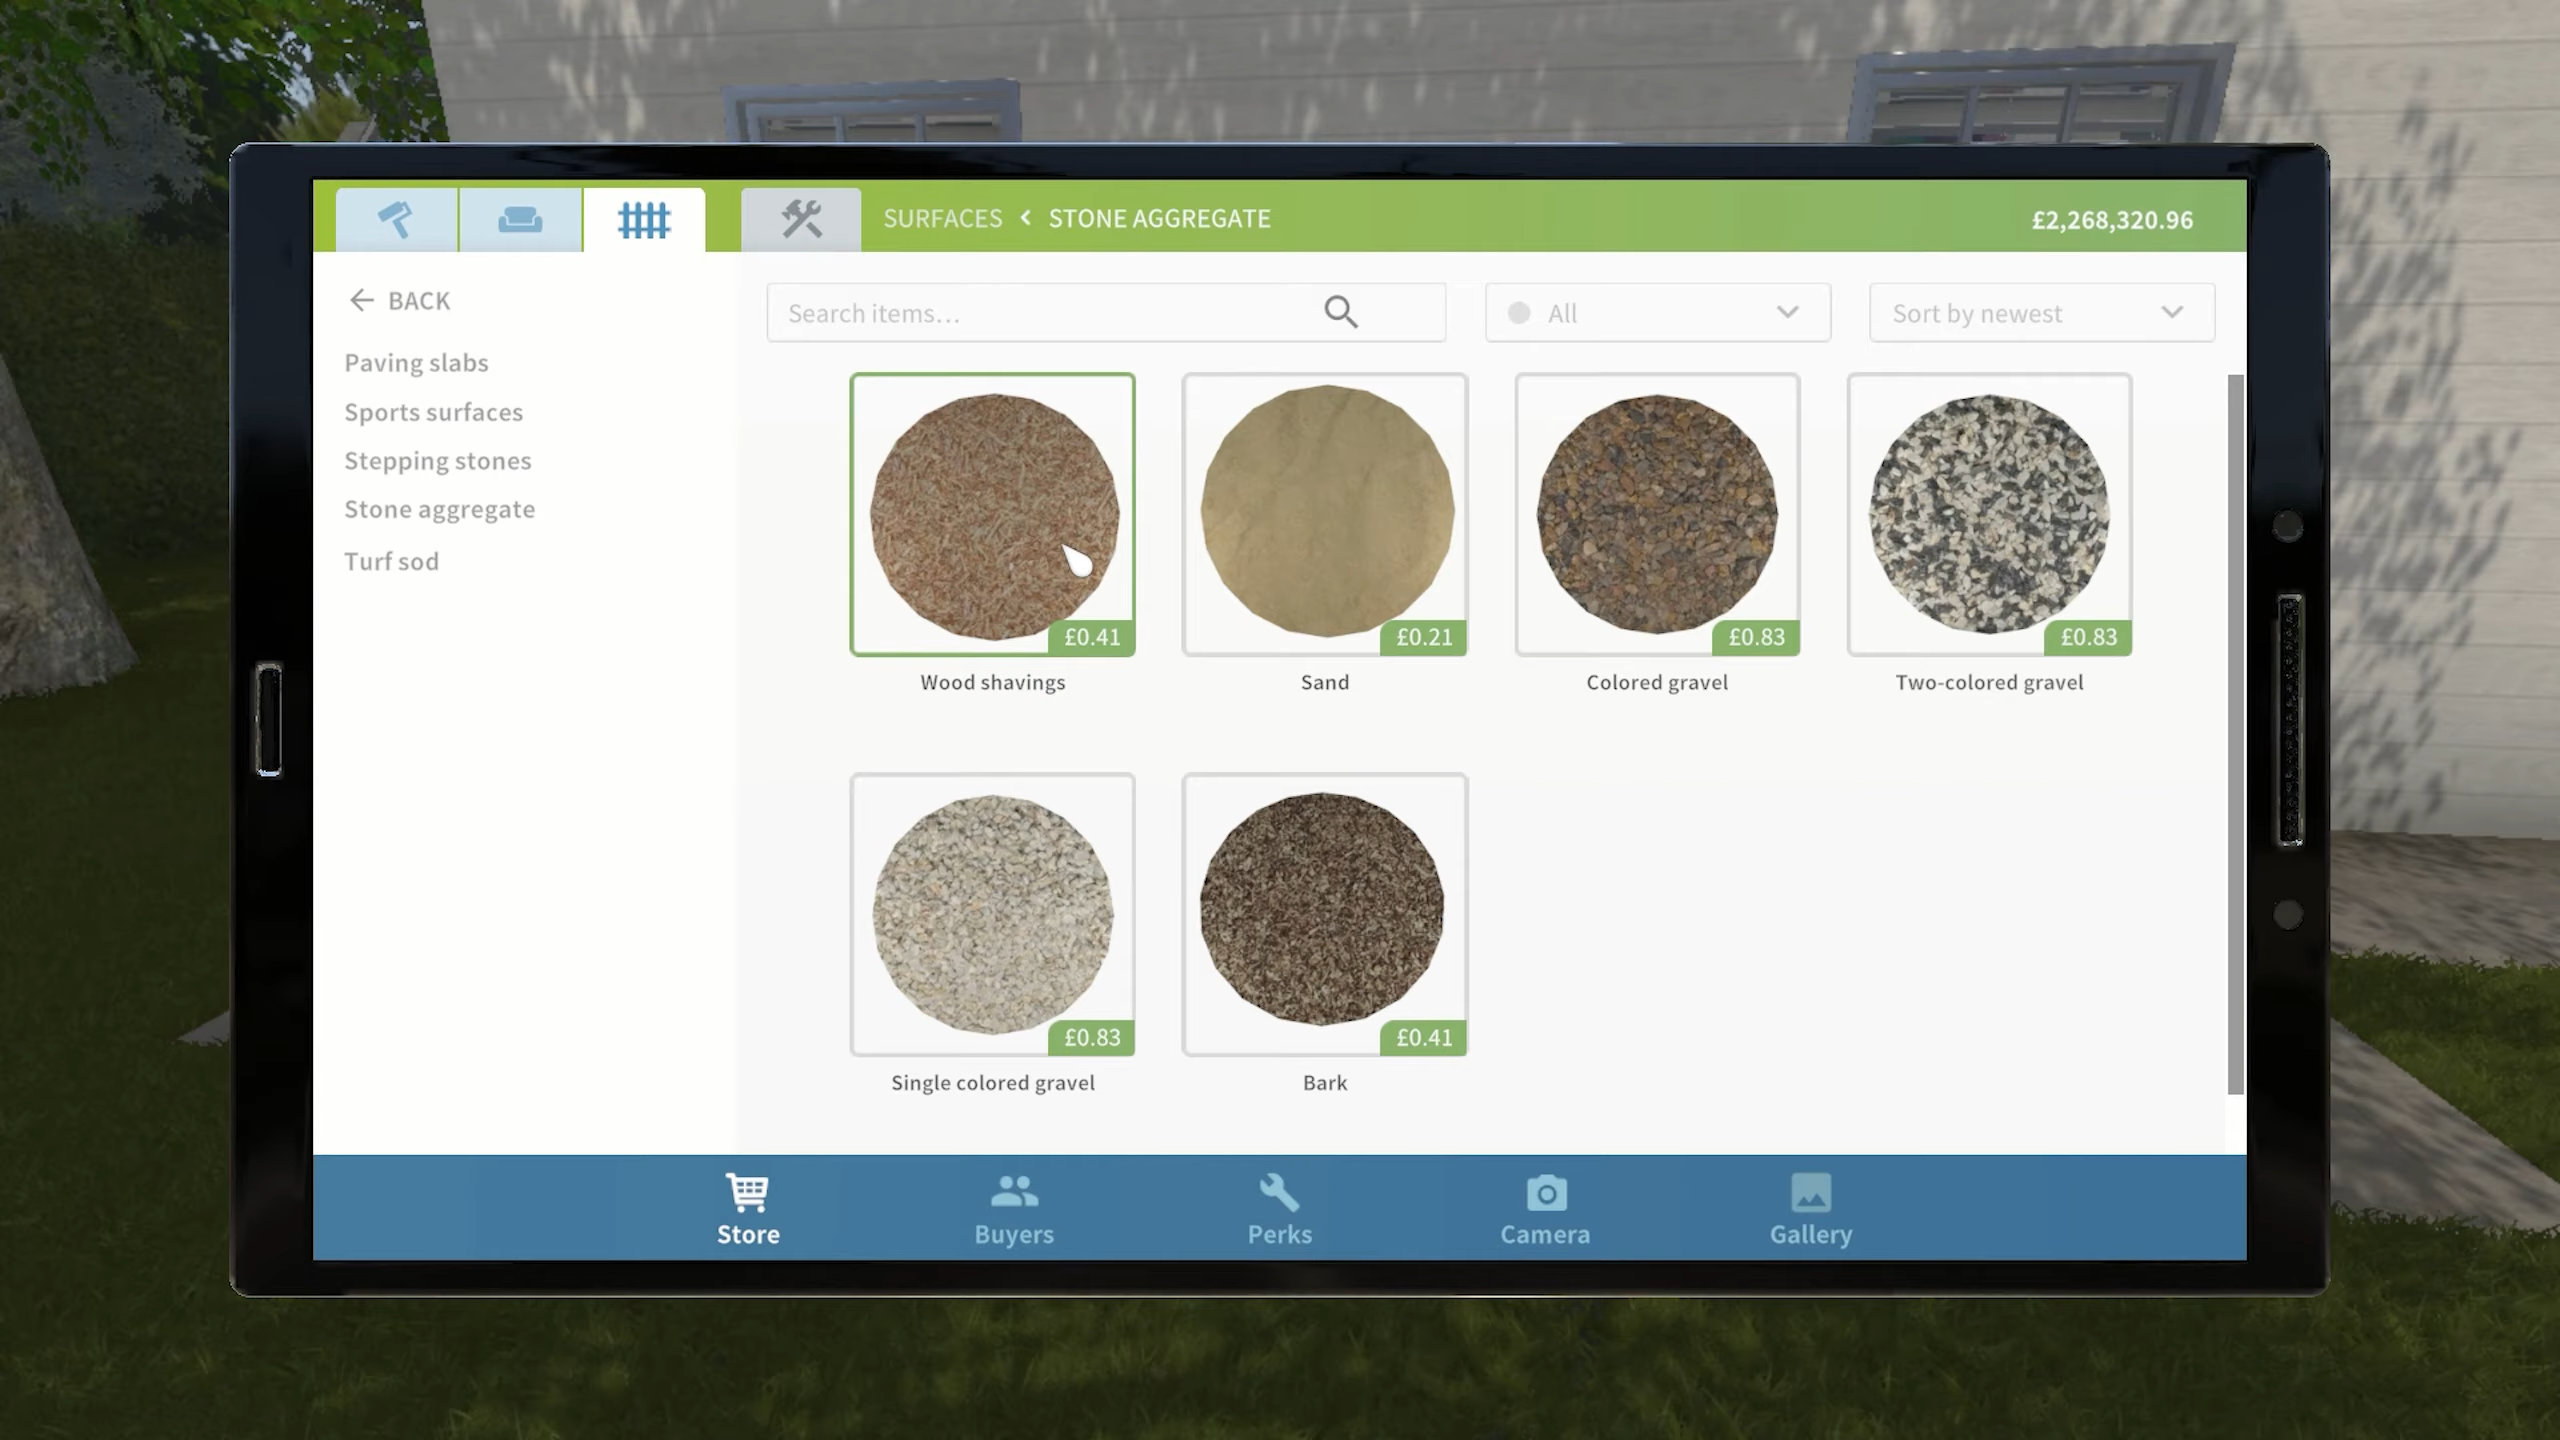 SURFACES < STONE AGGREGATE
£2,268,320.96
BACK
Search items...
All
Sort by newest
Paving slabs
Sports surfaces
Stepping stones
Stone aggregate
Turf sod
£0.41
£0.21
£0.83
£0.83
Wood shavings
Sand
Colored gravel
Two-colored gravel
£0.83
£0.41
Single colored gravel
Bark
Store
Buyers
Perks
Camera
Gallery